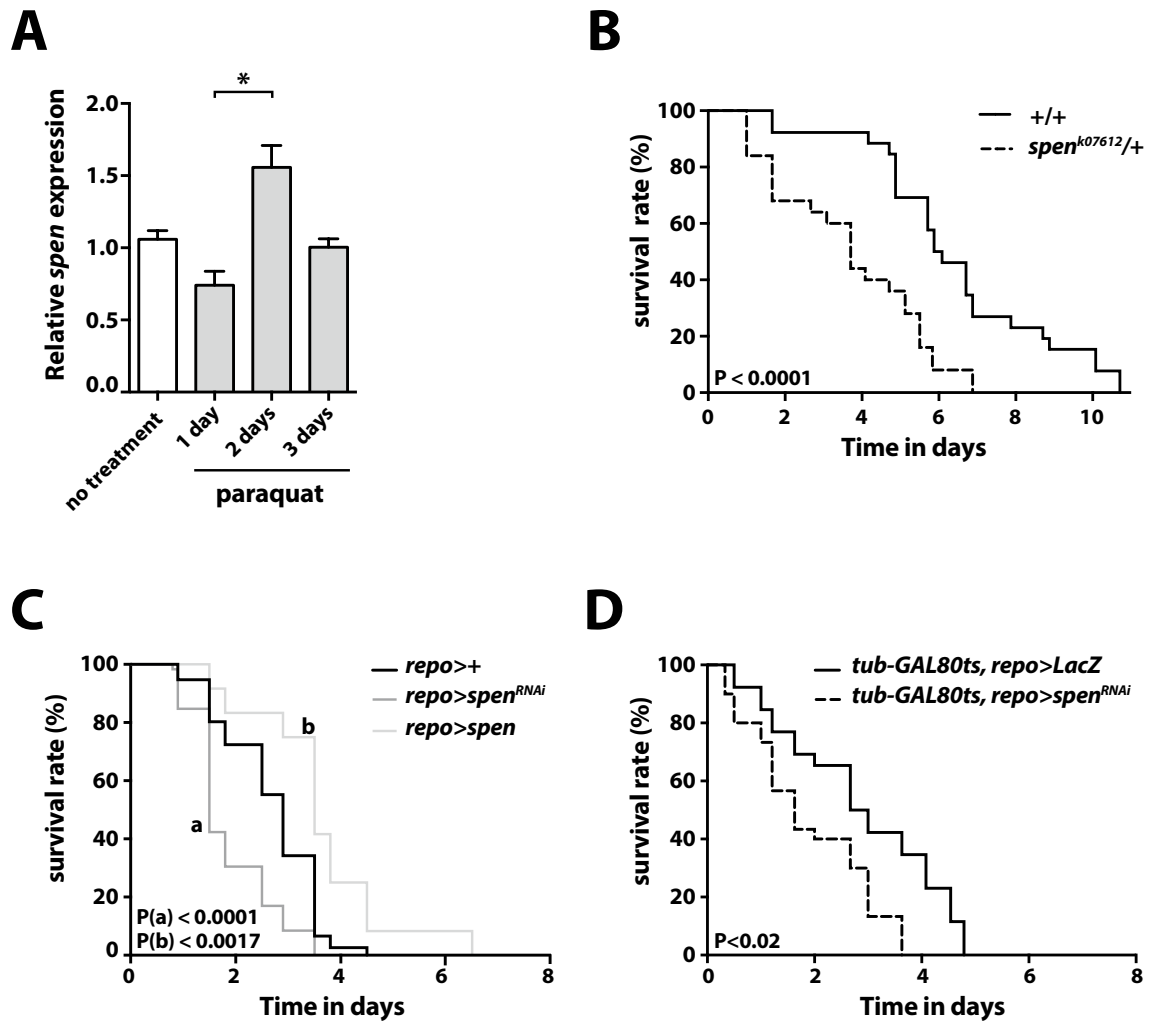 A
Relative spen expression
2.0
1.5
1.0
0.5
0.0
*
no treatment
1 day
2 days
3 days
paraquat
B
survival rate (%)
100
80
60
40
20
0
+/+
spen^k07612/+
P < 0.0001
0 2 4 6 8 10
Time in days
C
survival rate (%)
100
80
60
40
20
0
repo>+
repo>spen^RNAi
repo>spen
b
a
P(a) < 0.0001
P(b) < 0.0017
0 2 4 6 8
Time in days
D
survival rate (%)
100
80
60
40
20
0
tub-GAL80ts, repo>LacZ
tub-GAL80ts, repo>spen^RNAi
P<0.02
0 2 4 6 8
Time in days